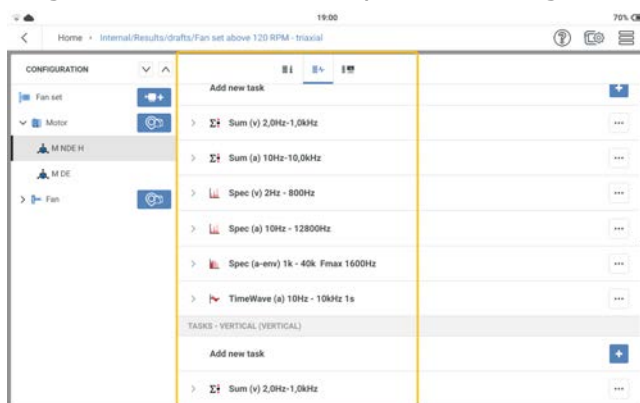 19:00
70%
Home › Internal/Results/drafts/Fan set above 120 RPM - triaxial
CONFIGURATION
Fan set
Motor
M NDE H
M DE
Fan
Add new task
Sum (v) 2,0Hz-1,0kHz
Sum (a) 10Hz-10,0kHz
Spec (v) 2Hz - 800Hz
Spec (a) 10Hz - 12800Hz
Spec (a-env) 1k - 40k Fmax 1600Hz
TimeWave (a) 10Hz - 10kHz 1s
TASKS - VERTICAL (VERTICAL)
Add new task
Sum (v) 2,0Hz-1,0kHz